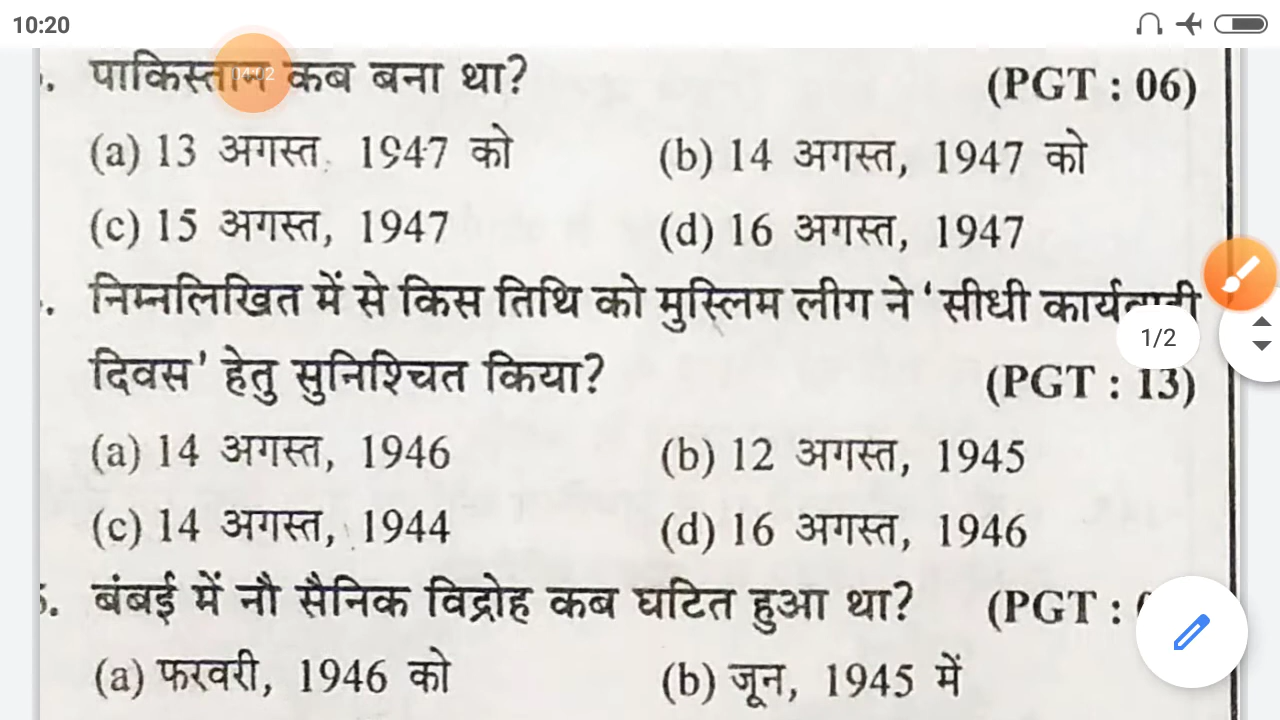 10:20
04:02
. पाकिस्तान कब बना था? (PGT : 06)
(a) 13 अगस्त, 1947 को (b) 14 अगस्त, 1947 को
(c) 15 अगस्त, 1947 (d) 16 अगस्त, 1947
. निम्नलिखित में से किस तिथि को मुस्लिम लीग ने ‘सीधी
1/2
दिवस’ हेतु सुनिश्चित किया? (PGT : 13)
(a) 14 अगस्त, 1946 (b) 12 अगस्त, 1945
(c) 14 अगस्त, 1944 (d) 16 अगस्त, 1946
. बंबई में नौ सैनिक विद्रोह कब घटित हुआ था? (PGT :
(a) फरवरी, 1946 को (b) जून, 1945 में